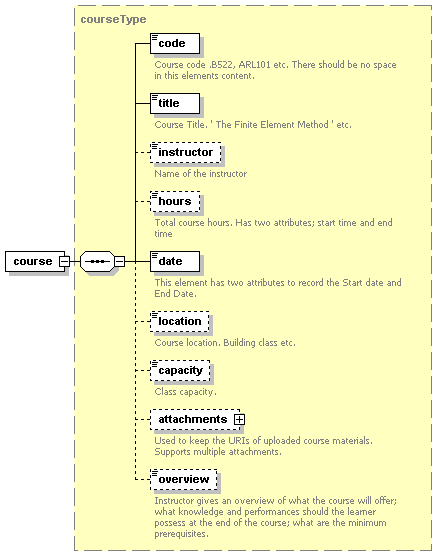 courseType
code
Course code .B522, ARL101 etc. There should be no space
in this elements content.
title
Course Title. ' The Finite Element Method ' etc.
instructor
Name of the instructor
hours
Total course hours. Has two attributes; start time and end
time
course
date
This element has two attributes to record the Start date and
End Date.
location
Course location. Building class etc.
capacity
Class capacity.
attachments
Used to keep the URIs of uploaded course materials.
Supports multiple attachments.
overview
Instructor gives an overview of what the course will offer;
what knowledge and performances should the learner
possess at the end of the course; what are the minimum
prerequisites.